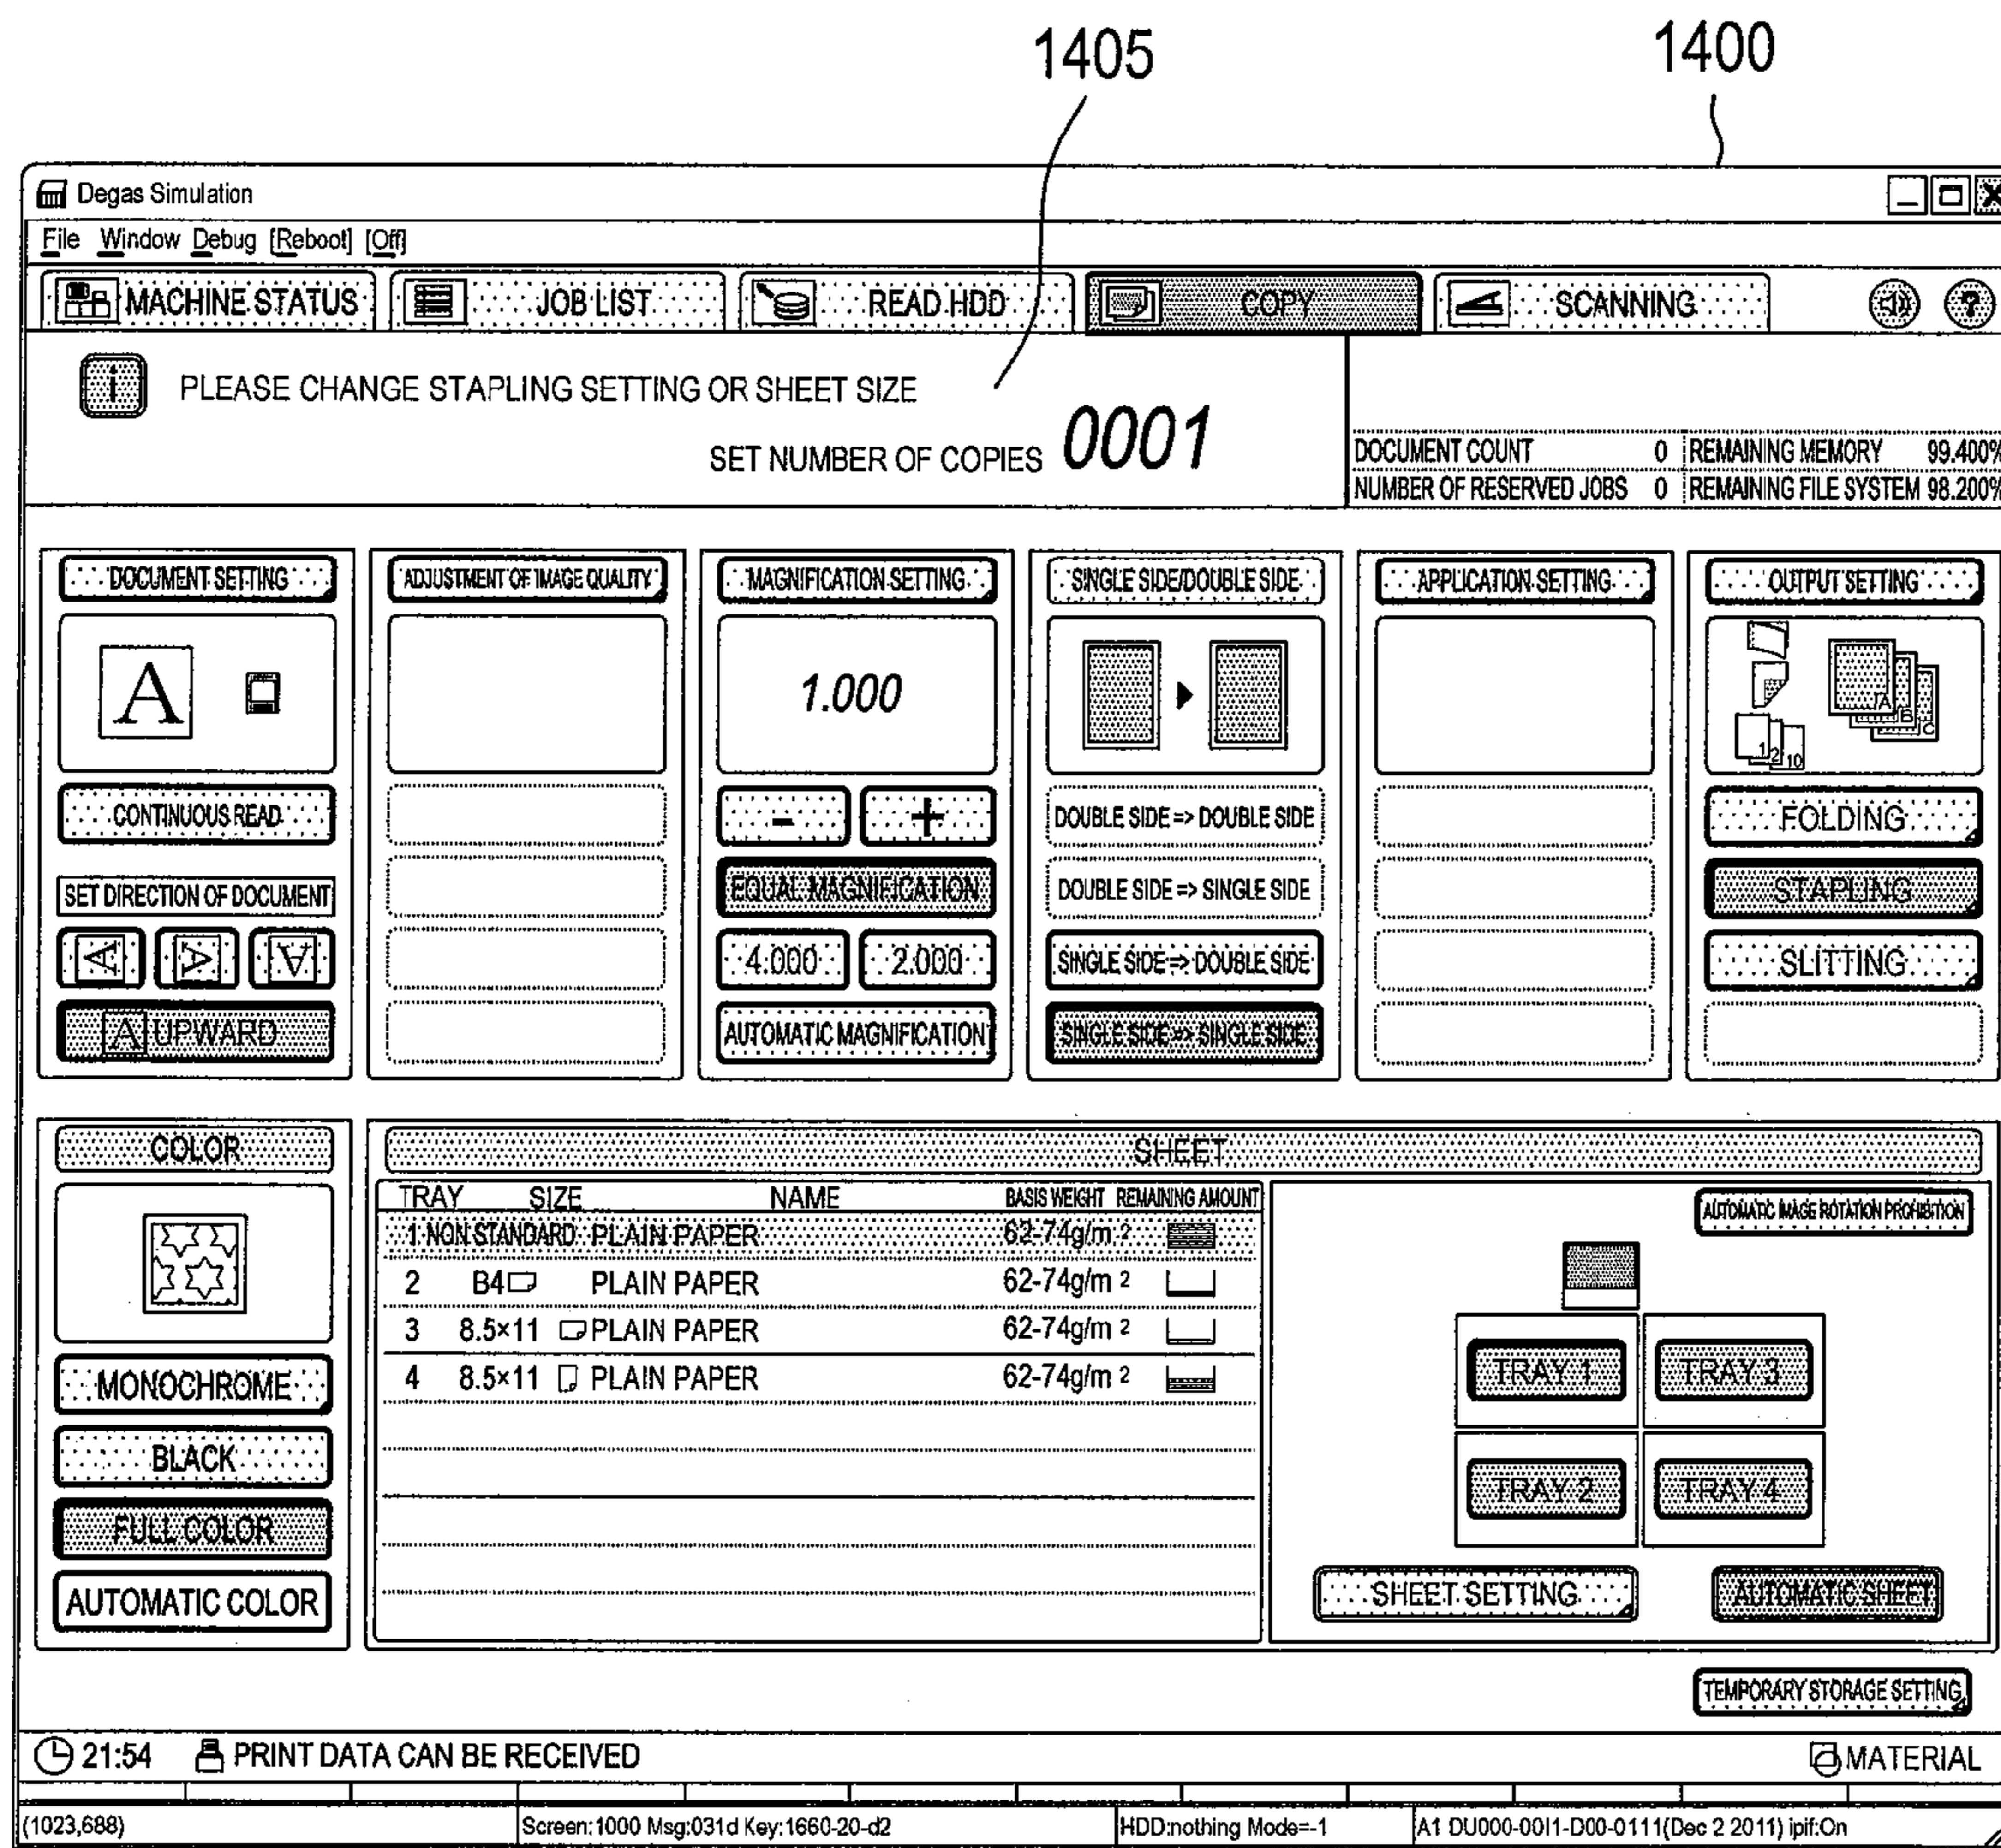 1405
1400
Degas Simulation
File Window Debug [Reboot] [Off]
MACHINE STATUS
JOB LIST
READ HDD
COPY
SCANNING
?
i
PLEASE CHANGE STAPLING SETTING OR SHEET SIZE
SET NUMBER OF COPIES 0001
DOCUMENT COUNT 0 REMAINING MEMORY 99.400%
NUMBER OF RESERVED JOBS 0 REMAINING FILE SYSTEM 98.200%
DOCUMENT SETTING
A
CONTINUOUS READ
SET DIRECTION OF DOCUMENT
A A A
A UPWARD
ADJUSTMENT OF IMAGE QUALITY
MAGNIFICATION SETTING
1.000
- +
EQUAL MAGNIFICATION
4.000 2.000
AUTOMATIC MAGNIFICATION
SINGLE SIDE/DOUBLE SIDE
DOUBLE SIDE => DOUBLE SIDE
DOUBLE SIDE => SINGLE SIDE
SINGLE SIDE => DOUBLE SIDE
SINGLE SIDE => SINGLE SIDE
APPLICATION SETTING
OUTPUT SETTING
A B C
1 2 10
FOLDING
STAPLING
SLITTING
COLOR
MONOCHROME
BLACK
FULL COLOR
AUTOMATIC COLOR
SHEET
TRAY SIZE NAME BASIS WEIGHT REMAINING AMOUNT
1 NON STANDARD PLAIN PAPER 62-74g/m 2
2 B4 PLAIN PAPER 62-74g/m 2
3 8.5×11 PLAIN PAPER 62-74g/m 2
4 8.5×11 PLAIN PAPER 62-74g/m 2
AUTOMATIC IMAGE ROTATION PROHIBITION
TRAY 1 TRAY 3
TRAY 2 TRAY 4
SHEET SETTING
AUTOMATIC SHEET
TEMPORARY STORAGE SETTING
21:54 PRINT DATA CAN BE RECEIVED
MATERIAL
(1023,688)
Screen:1000 Msg:031d Key:1660-20-d2
HDD:nothing Mode=-1
A1 DU000-00I1-D00-0111(Dec 2 2011) ipif:On